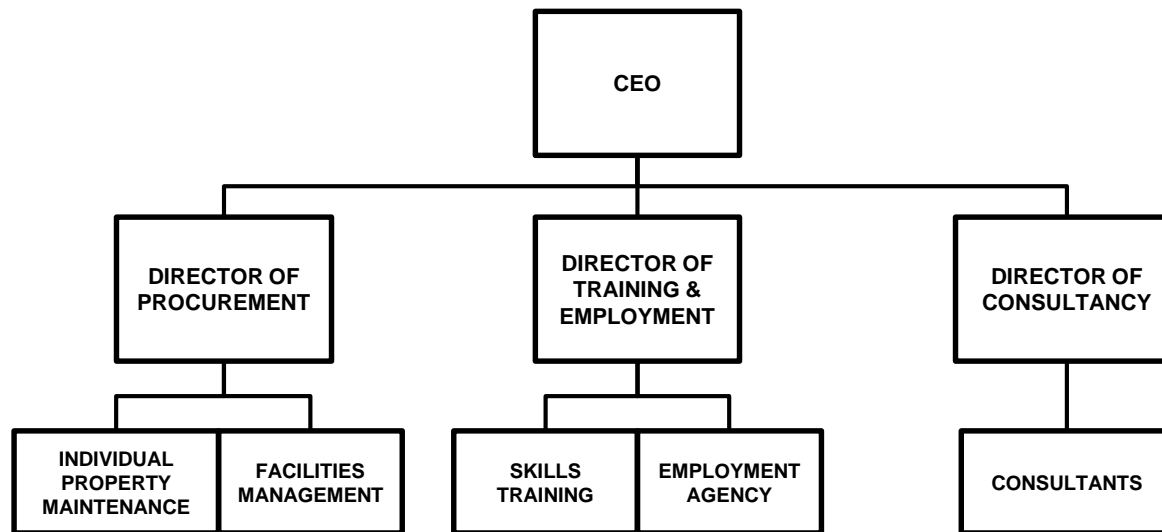 CEO
DIRECTOR OF
PROCUREMENT
DIRECTOR OF
TRAINING &
EMPLOYMENT
DIRECTOR OF
CONSULTANCY
INDIVIDUAL
PROPERTY
MAINTENANCE
FACILITIES
MANAGEMENT
SKILLS
TRAINING
EMPLOYMENT
AGENCY
CONSULTANTS